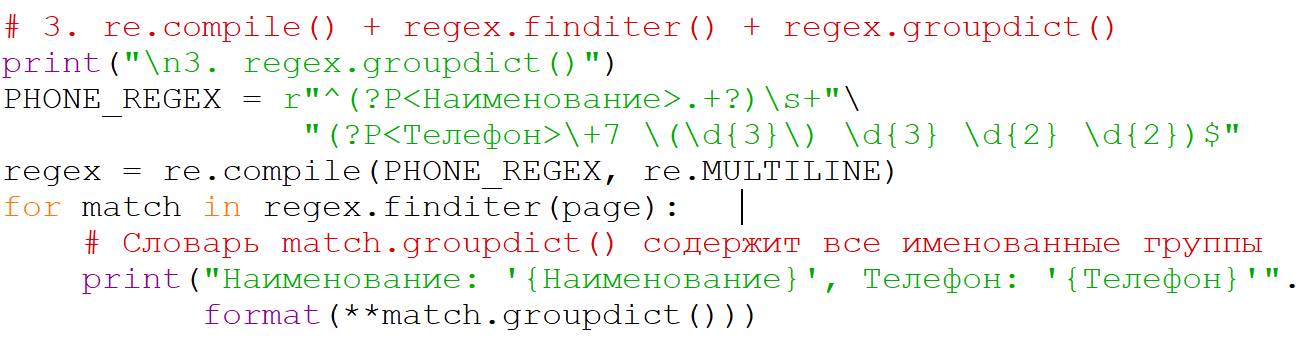 # 3. re.compile() + regex.finditer() + regex.groupdict()
print("\n3. regex.groupdict()")
PHONE_REGEX = r"^(?P<Наименование>.+?)\s+"\
"(?P<Телефон>\+7 \(\d{3}\) \d{3} \d{2} \d{2})$"
regex = re.compile(PHONE_REGEX, re.MULTILINE)
for match in regex.finditer(page):
# Словарь match.groupdict() содержит все именованные группы
print("Наименование: '{Наименование}', Телефон: '{Телефон}'".
format(**match.groupdict()))